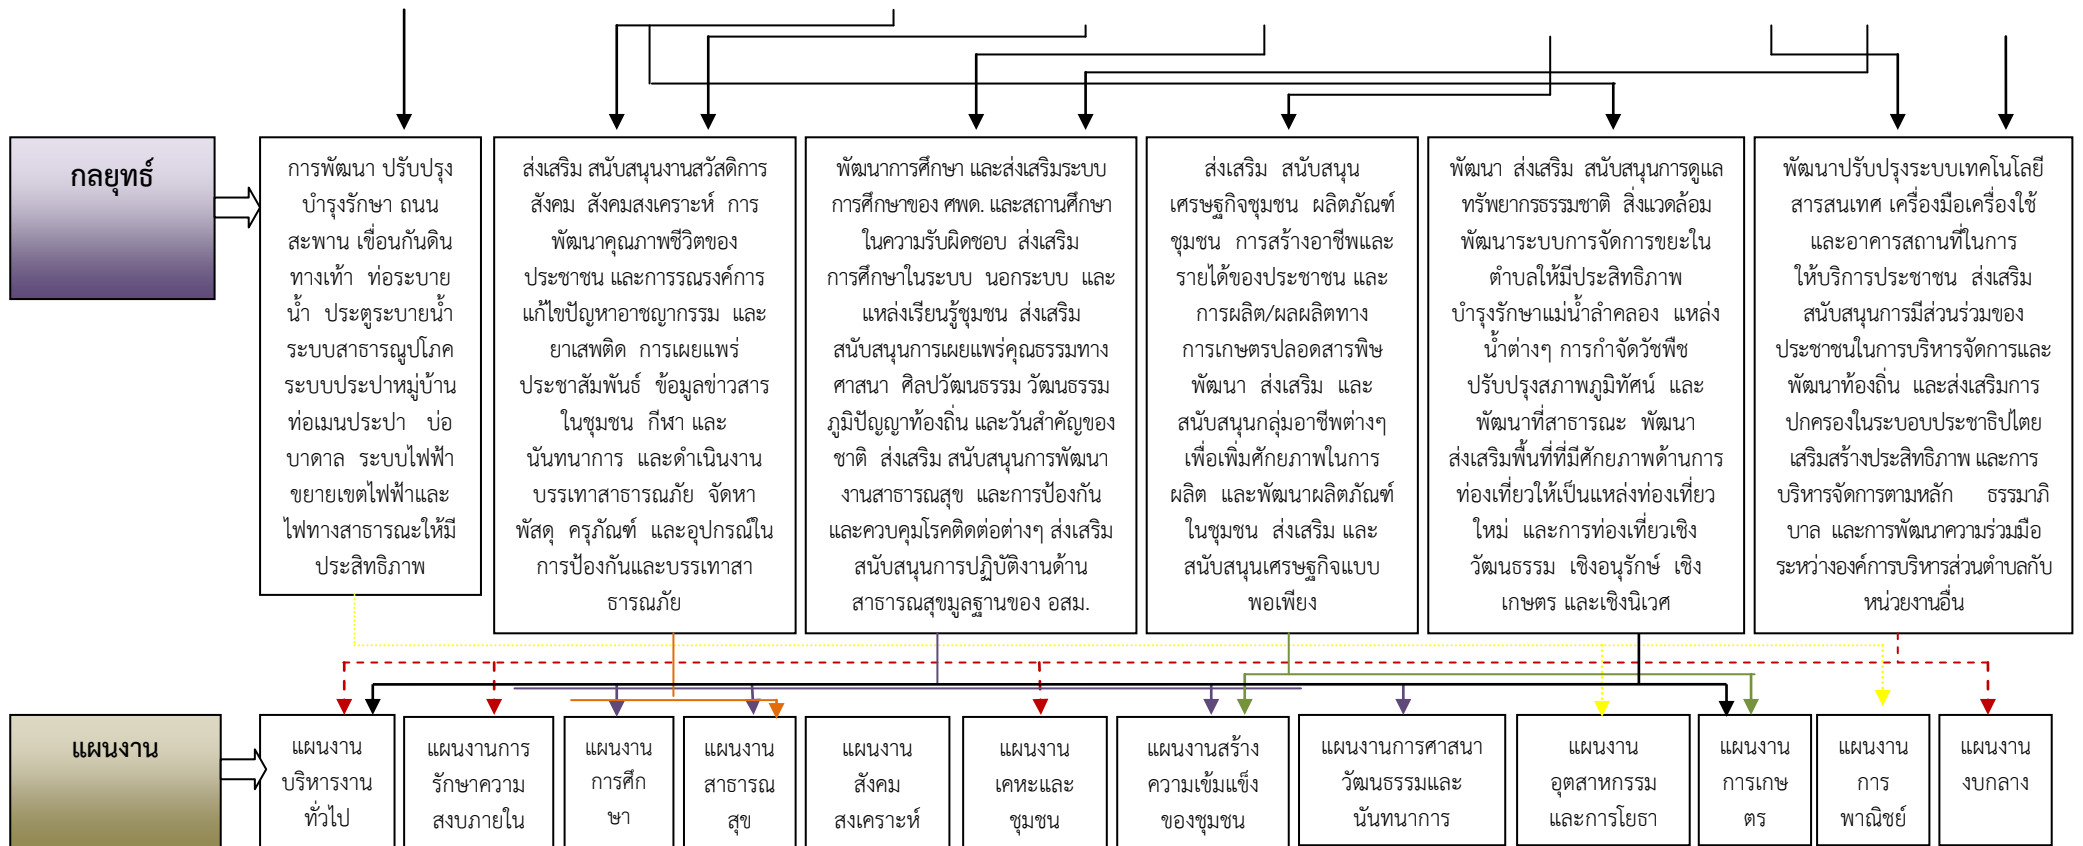 กลยุทธ์
การพัฒนา ปรับปรุง
บำรุงรักษา ถนน
สะพาน เขื่อนกันดิน
ทางเท้า ท่อระบาย
น้ำ ประตูระบายน้ำ
ระบบสาธารณูปโภค
ระบบประปาหมู่บ้าน
ท่อเมนประปา บ่อ
บาดาล ระบบไฟฟ้า
ขยายเขตไฟฟ้าและ
ไฟทางสาธารณะให้มี
ประสิทธิภาพ
ส่งเสริม สนับสนุนงานสวัสดิการ
สังคม สังคมสงเคราะห์ การ
พัฒนาคุณภาพชีวิตของ
ประชาชน และการรณรงค์การ
แก้ไขปัญหาอาชญากรรม และ
ยาเสพติด การเผยแพร่
ประชาสัมพันธ์ ข้อมูลข่าวสาร
ในชุมชน กีฬา และ
นันทนาการ และดำเนินงาน
บรรเทาสาธารณภัย จัดหา
พัสดุ ครุภัณฑ์ และอุปกรณ์ใน
การป้องกันและบรรเทาสา
ธารณภัย
พัฒนาการศึกษา และส่งเสริมระบบ
การศึกษาของ ศพด. และสถานศึกษา
ในความรับผิดชอบ ส่งเสริม
การศึกษาในระบบ นอกระบบ และ
แหล่งเรียนรู้ชุมชน ส่งเสริม
สนับสนุนการเผยแพร่คุณธรรมทาง
ศาสนา ศิลปวัฒนธรรม วัฒนธรรม
ภูมิปัญญาท้องถิ่น และวันสำคัญของ
ชาติ ส่งเสริม สนับสนุนการพัฒนา
งานสาธารณสุข และการป้องกัน
และควบคุมโรคติดต่อต่างๆ ส่งเสริม
สนับสนุนการปฏิบัติงานด้าน
สาธารณสุขมูลฐานของ อสม.
ส่งเสริม สนับสนุน
เศรษฐกิจชุมชน ผลิตภัณฑ์
ชุมชน การสร้างอาชีพและ
รายได้ของประชาชน และ
การผลิต/ผลผลิตทาง
การเกษตรปลอดสารพิษ
พัฒนา ส่งเสริม และ
สนับสนุนกลุ่มอาชีพต่างๆ
เพื่อเพิ่มศักยภาพในการ
ผลิต และพัฒนาผลิตภัณฑ์
ในชุมชน ส่งเสริม และ
สนับสนุนเศรษฐกิจแบบ
พอเพียง
พัฒนา ส่งเสริม สนับสนุนการดูแล
ทรัพยากรธรรมชาติ สิ่งแวดล้อม
พัฒนาระบบการจัดการขยะใน
ตำบลให้มีประสิทธิภาพ
บำรุงรักษาแม่น้ำลำคลอง แหล่ง
น้ำต่างๆ การกำจัดวัชพืช
ปรับปรุงสภาพภูมิทัศน์ และ
พัฒนาที่สาธารณะ พัฒนา
ส่งเสริมพื้นที่ที่มีศักยภาพด้านการ
ท่องเที่ยวให้เป็นแหล่งท่องเที่ยว
ใหม่ และการท่องเที่ยวเชิง
วัฒนธรรม เชิงอนุรักษ์ เชิง
เกษตร และเชิงนิเวศ
พัฒนาปรับปรุงระบบเทคโนโลยี
สารสนเทศ เครื่องมือเครื่องใช้
และอาคารสถานที่ในการ
ให้บริการประชาชน ส่งเสริม
สนับสนุนการมีส่วนร่วมของ
ประชาชนในการบริหารจัดการและ
พัฒนาท้องถิ่น และส่งเสริมการ
ปกครองในระบอบประชาธิปไตย
เสริมสร้างประสิทธิภาพ และการ
บริหารจัดการตามหลัก ธรรมาภิ
บาล และการพัฒนาความร่วมมือ
ระหว่างองค์การบริหารส่วนตำบลกับ
หน่วยงานอื่น
แผนงาน
แผนงาน
บริหารงาน
ทั่วไป
แผนงานการ
รักษาความ
สงบภายใน
แผนงาน
การศึก
ษา
แผนงาน
สาธารณ
สุข
แผนงาน
สังคม
สงเคราะห์
แผนงาน
เคหะและ
ชุมชน
แผนงานสร้าง
ความเข้มแข็ง
ของชุมชน
แผนงานการศาสนา
วัฒนธรรมและ
นันทนาการ
แผนงาน
อุตสาหกรรม
และการโยธา
แผนงาน
การเกษ
ตร
แผนงาน
การ
พาณิชย์
แผนงาน
งบกลาง